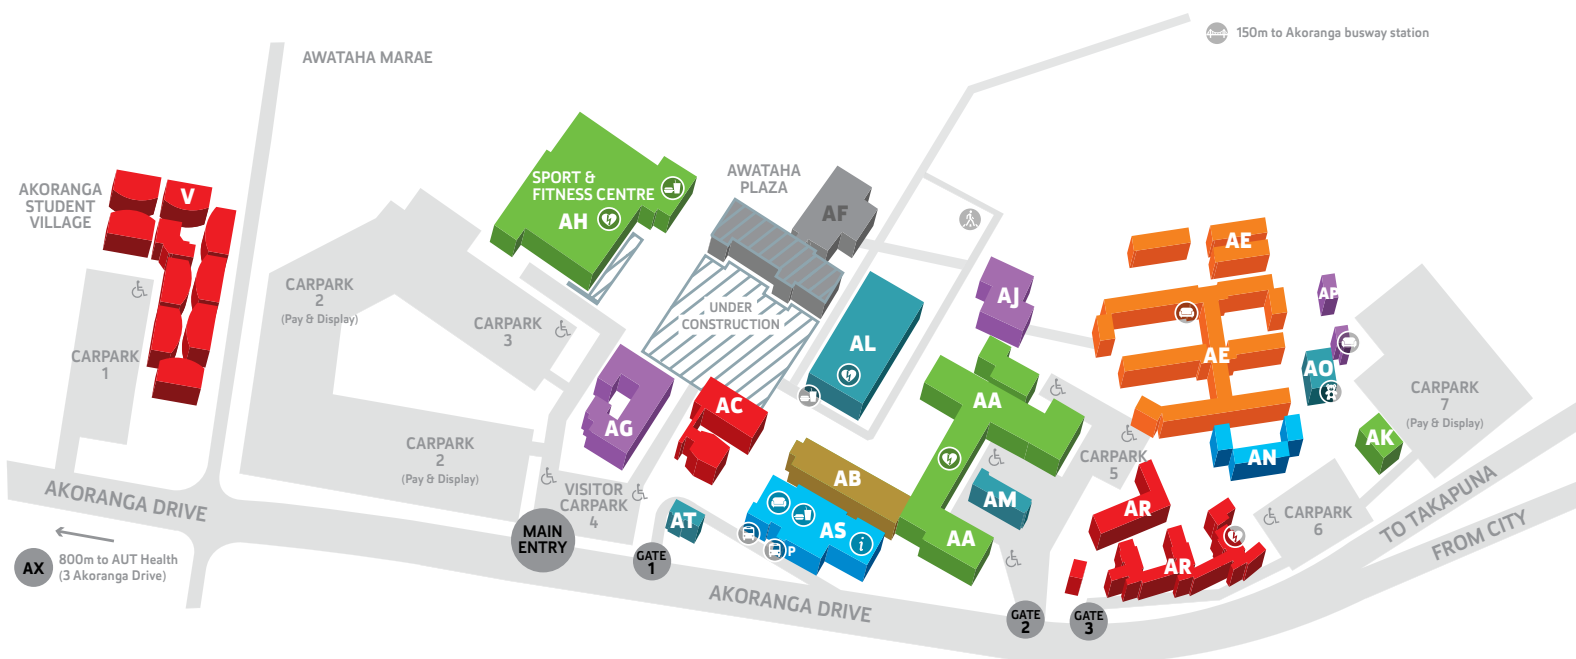 150m to Akoranga busway station
AWATAHA MARAE
AWATAHA
PLAZA
SPORT &
FITNESS CENTRE
AH
AF
AKORANGA
STUDENT
VILLAGE
V
AE
AJ
AP
CARPARK
2
(Pay & Display)
CARPARK
3
UNDER
CONSTRUCTION
AL
AE
AO
CARPARK
1
CARPARK
7
(Pay & Display)
AC
AA
AG
AK
CARPARK
2
(Pay & Display)
CARPARK
5
AN
AB
AM
VISITOR
CARPARK
4
AT
AS
P
i
AA
AR
CARPARK
6
AR
TO TAKAPUNA
FROM CITY
AKORANGA DRIVE
MAIN
ENTRY
GATE
1
AX
800m to AUT Health
(3 Akoranga Drive)
AKORANGA DRIVE
GATE
2
GATE
3